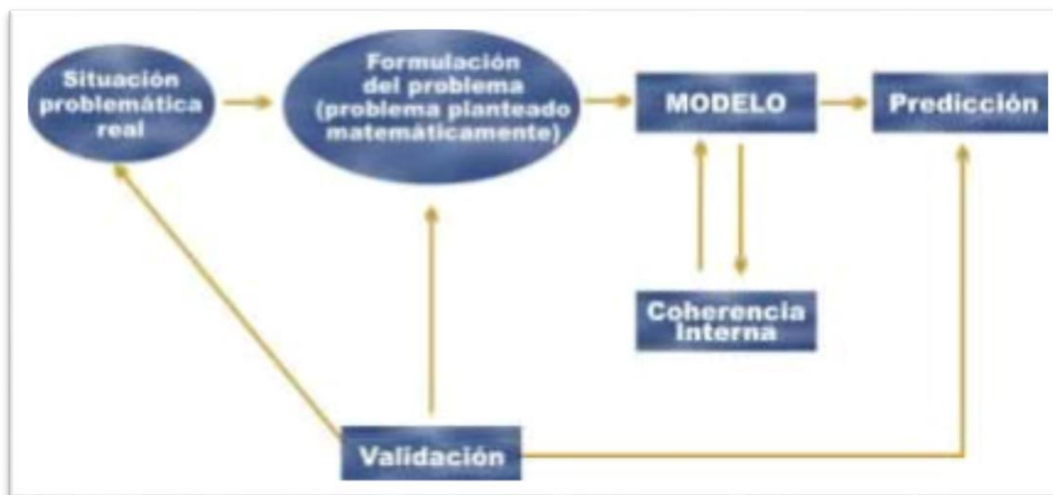 Situación
problemática
real
Formulación
del problema
(problema planteado
matemáticamente)
MODELO
Predicción
Coherencia
Interna
Validación